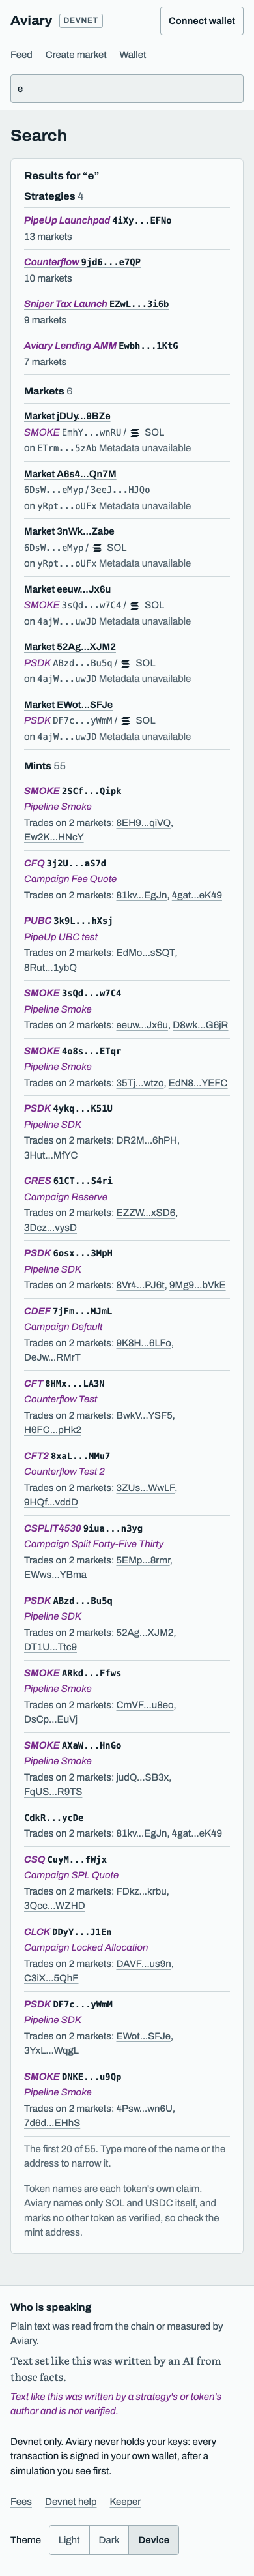 Aviary DEVNET Connect wallet
Feed Create market Wallet
e
Search
Results for “e”
Strategies 4
PipeUp Launchpad 4iXy...EFNo
13 markets
Counterflow 9jd6...e7QP
10 markets
Sniper Tax Launch EZwL...3i6b
9 markets
Aviary Lending AMM Ewbh...1KtG
7 markets
Markets 6
Market jDUy...9BZe
SMOKE EmhY...wnRU / SOL
on ETrm...5zAb Metadata unavailable
Market A6s4...Qn7M
6DsW...eMyp / 3eeJ...HJQo
on yRpt...oUFx Metadata unavailable
Market 3nWk...Zabe
6DsW...eMyp / SOL
on yRpt...oUFx Metadata unavailable
Market eeuw...Jx6u
SMOKE 3sQd...w7C4 / SOL
on 4ajW...uwJD Metadata unavailable
Market 52Ag...XJM2
PSDK ABzd...Bu5q / SOL
on 4ajW...uwJD Metadata unavailable
Market EWot...SFJe
PSDK DF7c...yWmM / SOL
on 4ajW...uwJD Metadata unavailable
Mints 55
SMOKE 2SCf...Qipk
Pipeline Smoke
Trades on 2 markets: 8EH9...qiVQ,
Ew2K...HNcY
CFQ 3j2U...aS7d
Campaign Fee Quote
Trades on 2 markets: 81kv...EgJn, 4gat...eK49
PUBC 3k9L...hXsj
PipeUp UBC test
Trades on 2 markets: EdMo...sSQT,
8Rut...1ybQ
SMOKE 3sQd...w7C4
Pipeline Smoke
Trades on 2 markets: eeuw...Jx6u, D8wk...G6jR
SMOKE 4o8s...ETqr
Pipeline Smoke
Trades on 2 markets: 35Tj...wtzo, EdN8...YEFC
PSDK 4ykq...K51U
Pipeline SDK
Trades on 2 markets: DR2M...6hPH,
3Hut...MfYC
CRES 61CT...S4ri
Campaign Reserve
Trades on 2 markets: EZZW...xSD6,
3Dcz...vysD
PSDK 6osx...3MpH
Pipeline SDK
Trades on 2 markets: 8Vr4...PJ6t, 9Mg9...bVkE
CDEF 7jFm...MJmL
Campaign Default
Trades on 2 markets: 9K8H...6LFo,
DeJw...RMrT
CFT 8HMx...LA3N
Counterflow Test
Trades on 2 markets: BwkV...YSF5,
H6FC...pHk2
CFT2 8xaL...MMu7
Counterflow Test 2
Trades on 2 markets: 3ZUs...WwLF,
9HQf...vddD
CSPLIT4530 9iua...n3yg
Campaign Split Forty-Five Thirty
Trades on 2 markets: 5EMp...8rmr,
EWws...YBma
PSDK ABzd...Bu5q
Pipeline SDK
Trades on 2 markets: 52Ag...XJM2,
DT1U...Ttc9
SMOKE ARkd...Ffws
Pipeline Smoke
Trades on 2 markets: CmVF...u8eo,
DsCp...EuVj
SMOKE AXaW...HnGo
Pipeline Smoke
Trades on 2 markets: judQ...SB3x,
FqUS...R9TS
CdkR...ycDe
Trades on 2 markets: 81kv...EgJn, 4gat...eK49
CSQ CuyM...fWjx
Campaign SPL Quote
Trades on 2 markets: FDkz...krbu,
3Qcc...WZHD
CLCK DDyY...J1En
Campaign Locked Allocation
Trades on 2 markets: DAVF...us9n,
C3iX...5QhF
PSDK DF7c...yWmM
Pipeline SDK
Trades on 2 markets: EWot...SFJe,
3YxL...WqgL
SMOKE DNKE...u9Qp
Pipeline Smoke
Trades on 2 markets: 4Psw...wn6U,
7d6d...EHhS
The first 20 of 55. Type more of the name or the
address to narrow it.
Token names are each token's own claim.
Aviary names only SOL and USDC itself, and
marks no other token as verified, so check the
mint address.
Who is speaking
Plain text was read from the chain or measured by
Aviary.
Text set like this was written by an AI from
those facts.
Text like this was written by a strategy's or token's
author and is not verified.
Devnet only. Aviary never holds your keys: every
transaction is signed in your own wallet, after a
simulation you see first.
Fees Devnet help Keeper
Theme Light Dark Device